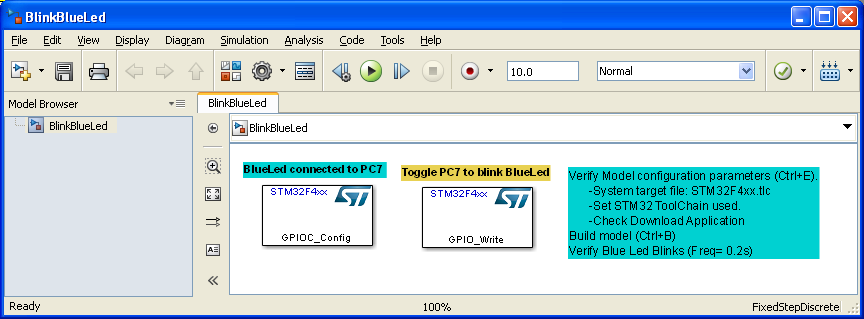 BlinkBlueLed
File Edit View Display Diagram Simulation Analysis Code Tools Help
10.0 Normal
Model Browser
BlinkBlueLed
BlinkBlueLed
BlinkBlueLed
BlueLed connected to PC7
STM32F4xx
ST
GPIOC_Config
Toggle PC7 to blink BlueLed
STM32F4xx
ST
GPIO_Write
Verify Model configuration parameters (Ctrl+E).
-System target file: STM32F4xx.tlc
-Set STM32 ToolChain used.
-Check Download Application
Build model (Ctrl+B)
Verify Blue Led Blinks (Freq= 0.2s)
Ready 100% FixedStepDiscrete